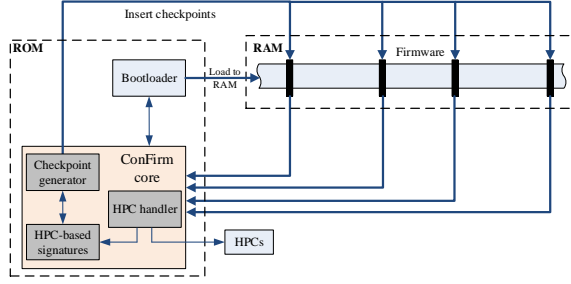 Insert checkpoints
ROM
RAM
Firmware
Bootloader
Load to
RAM
ConFirm
core
Checkpoint
generator
HPC handler
HPC-based
signatures
HPCs